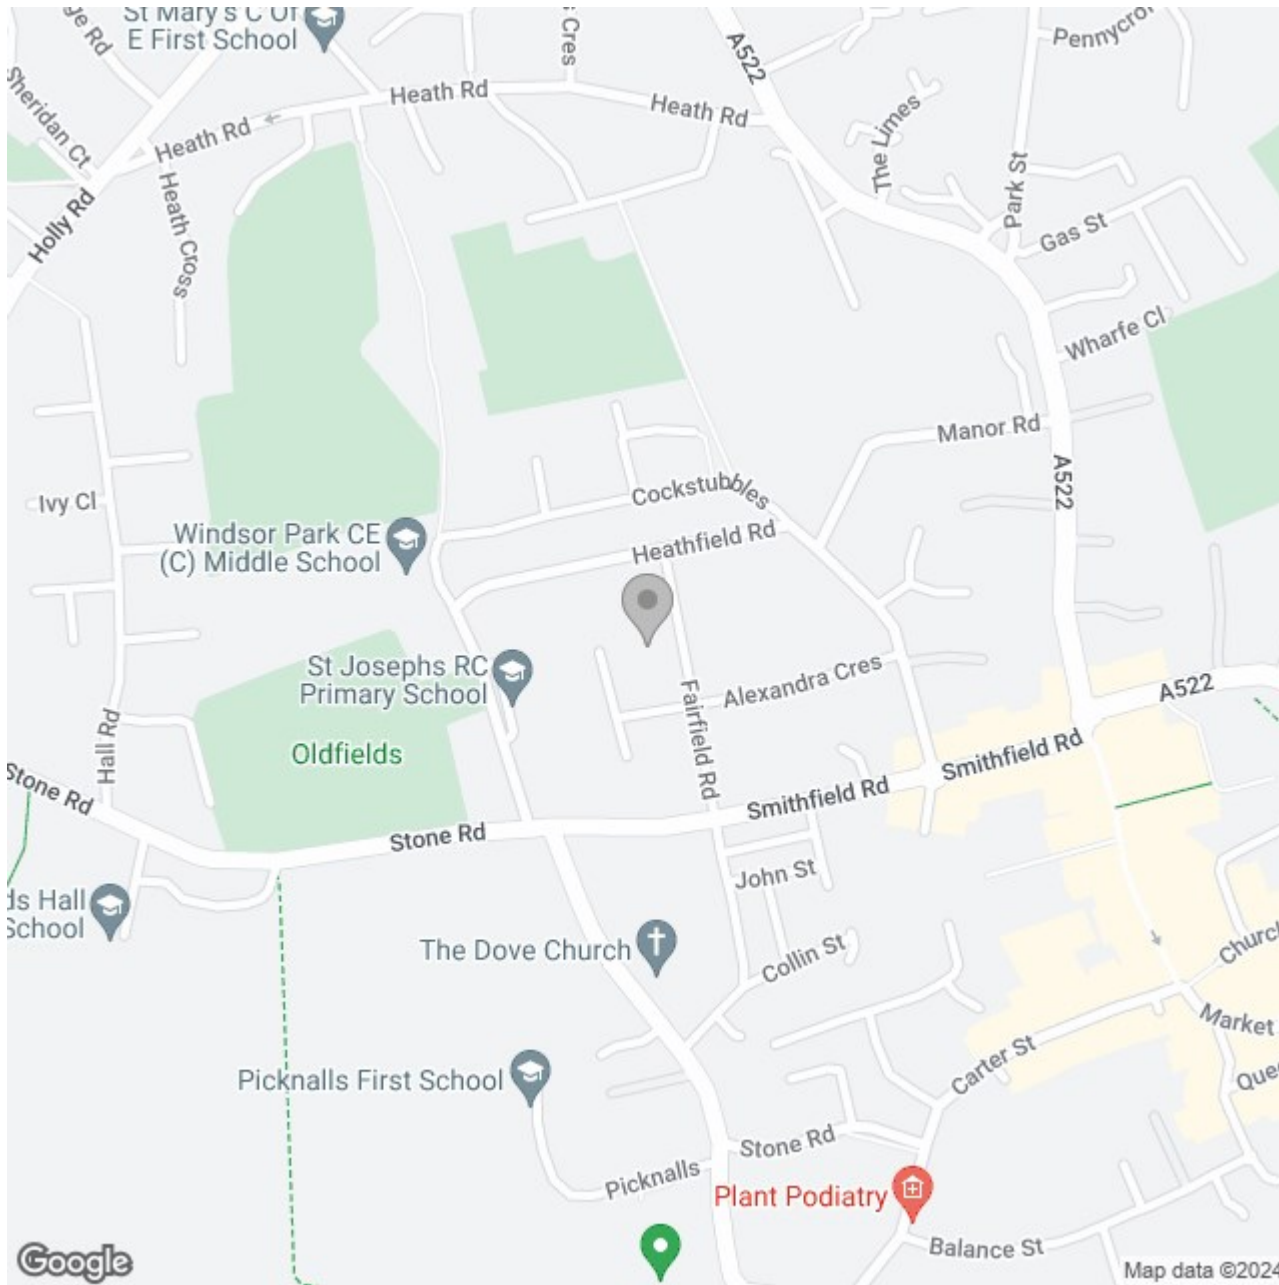 St Mary's C Of
E First School
ge Rd
s Cres
A522
Pennycro
Sheridan Ct
Heath Rd
Heath Rd
Heath Rd
The Limes
Park St
Holly Rd
Heath Cross
Gas St
Wharfe Cl
Manor Rd
A522
Ivy Cl
Cockstubbles
Windsor Park CE
(C) Middle School
Heathfield Rd
St Josephs RC
Primary School
Alexandra Cres
Fairfield Rd
A522
Hall Rd
Oldfields
Smithfield Rd
Stone Rd
Smithfield Rd
Stone Rd
John St
ds Hall
School
The Dove Church
Collin St
Church
Market
Carter St
Picknalls First School
Que
Stone Rd
Picknalls
Plant Podiatry
Balance St
Google
Map data ©2024